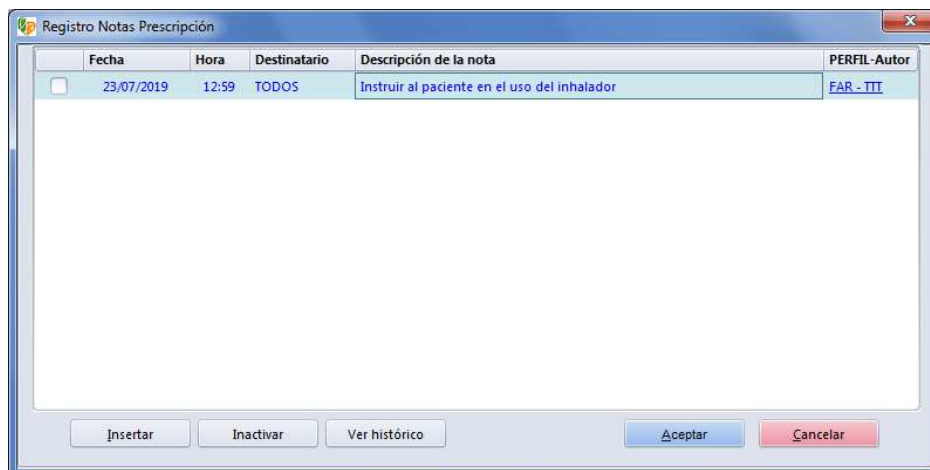 Registro Notas Prescripción
Fecha Hora Destinatario Descripción de la nota PERFIL-Autor
23/07/2019 12:59 TODOS Instruir al paciente en el uso del inhalador FAR - TTT
Insertar Inactivar Ver histórico Aceptar Cancelar